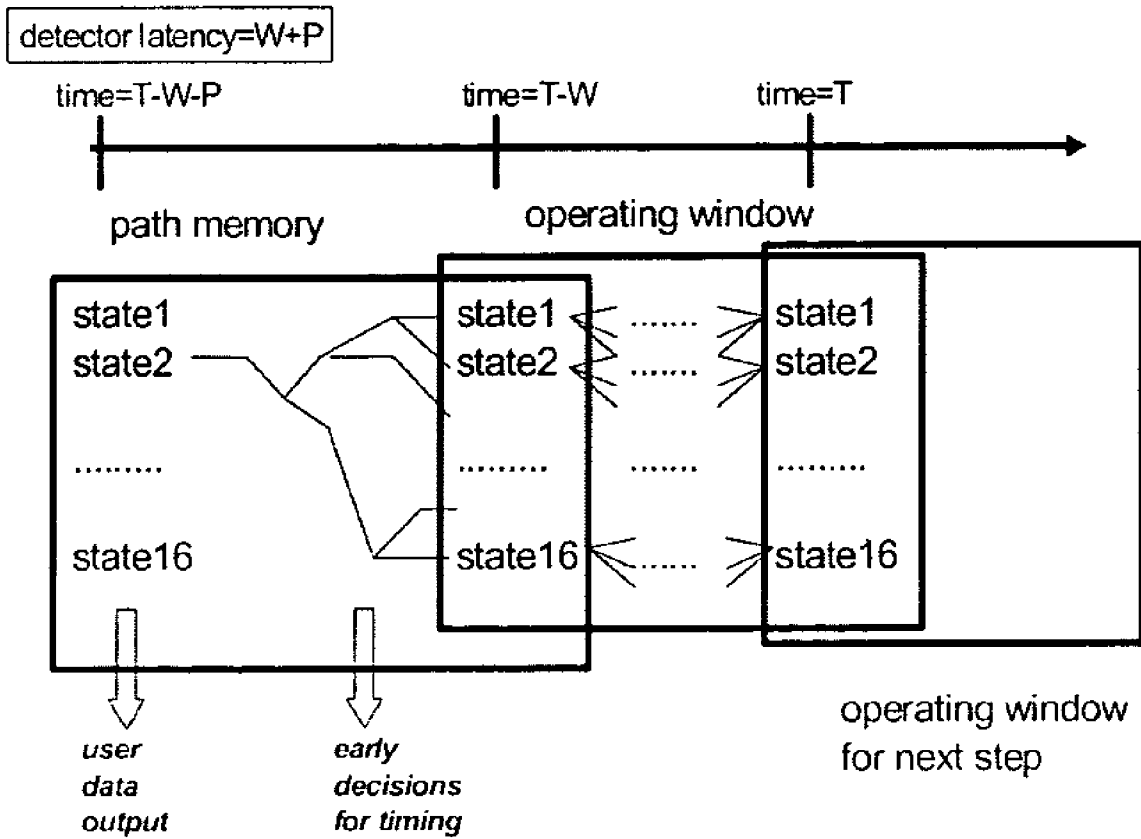 detector latency=W+P
time=T-W-P time=T-W time=T
path memory operating window
state1 state1 ....... state1
state2 state2 ....... state2
......... ......... ....... .........
state16 state16 ...... state16
user early
data decisions
output for timing
operating window
for next step